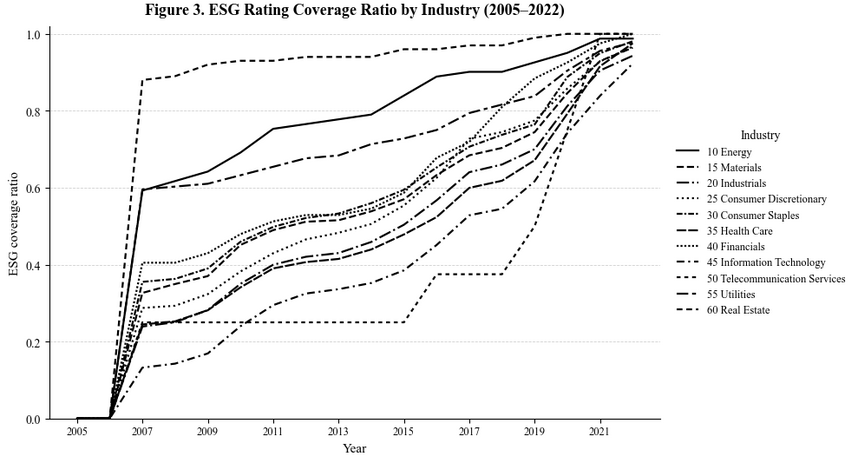 Figure 3. ESG Rating Coverage Ratio by Industry (2005–2022)
1.0
0.8
0.6
0.4
0.2
0.0
ESG coverage ratio
2005 2007 2009 2011 2013 2015 2017 2019 2021
Year
Industry
10 Energy
15 Materials
20 Industrials
25 Consumer Discretionary
30 Consumer Staples
35 Health Care
40 Financials
45 Information Technology
50 Telecommunication Services
55 Utilities
60 Real Estate